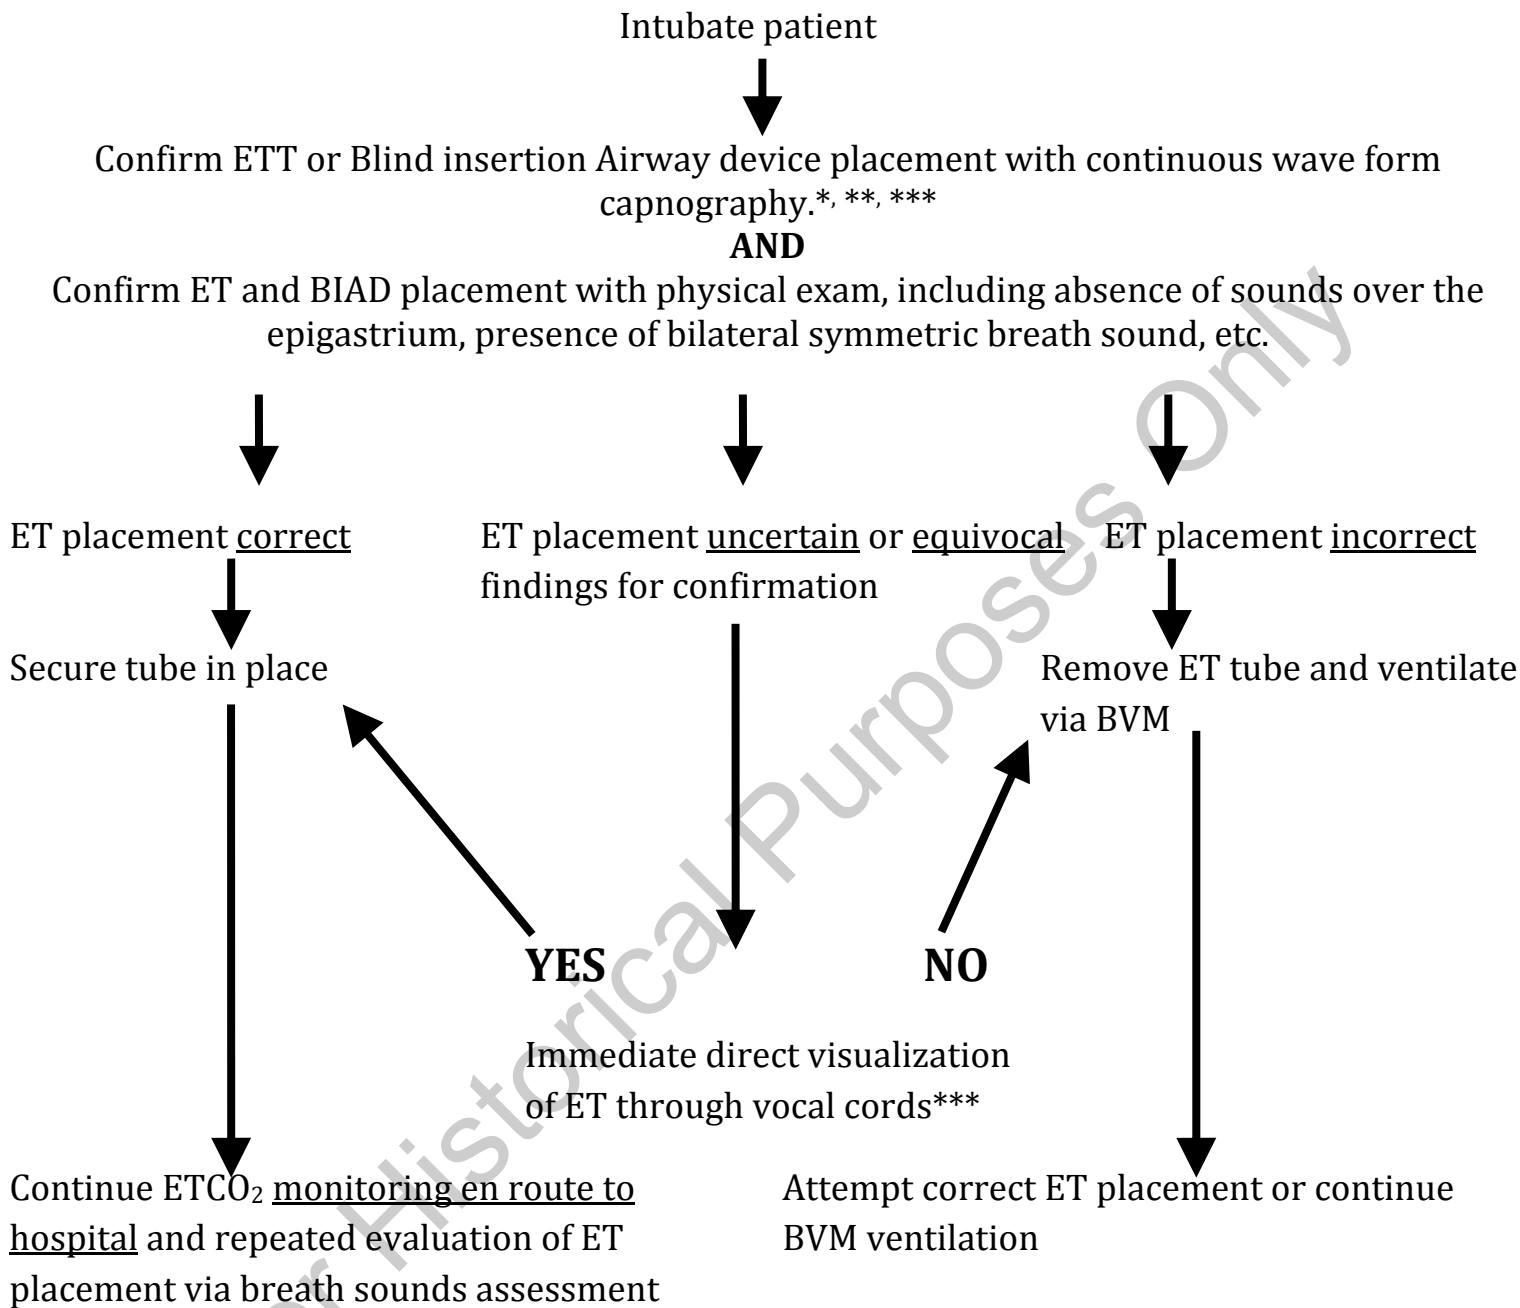 Intubate patient
Confirm ETT or Blind insertion Airway device placement with continuous wave form
capnography.*, **, ***
AND
Confirm ET and BIAD placement with physical exam, including absence of sounds over the
epigastrium, presence of bilateral symmetric breath sound, etc.
ET placement correct
ET placement uncertain or equivocal
findings for confirmation
ET placement incorrect
Secure tube in place
Remove ET tube and ventilate
via BVM
YES
NO
Immediate direct visualization
of ET through vocal cords***
Continue ETCO₂ monitoring en route to
hospital and repeated evaluation of ET
placement via breath sounds assessment
Attempt correct ET placement or continue
BVM ventilation
Historical Purposes Only